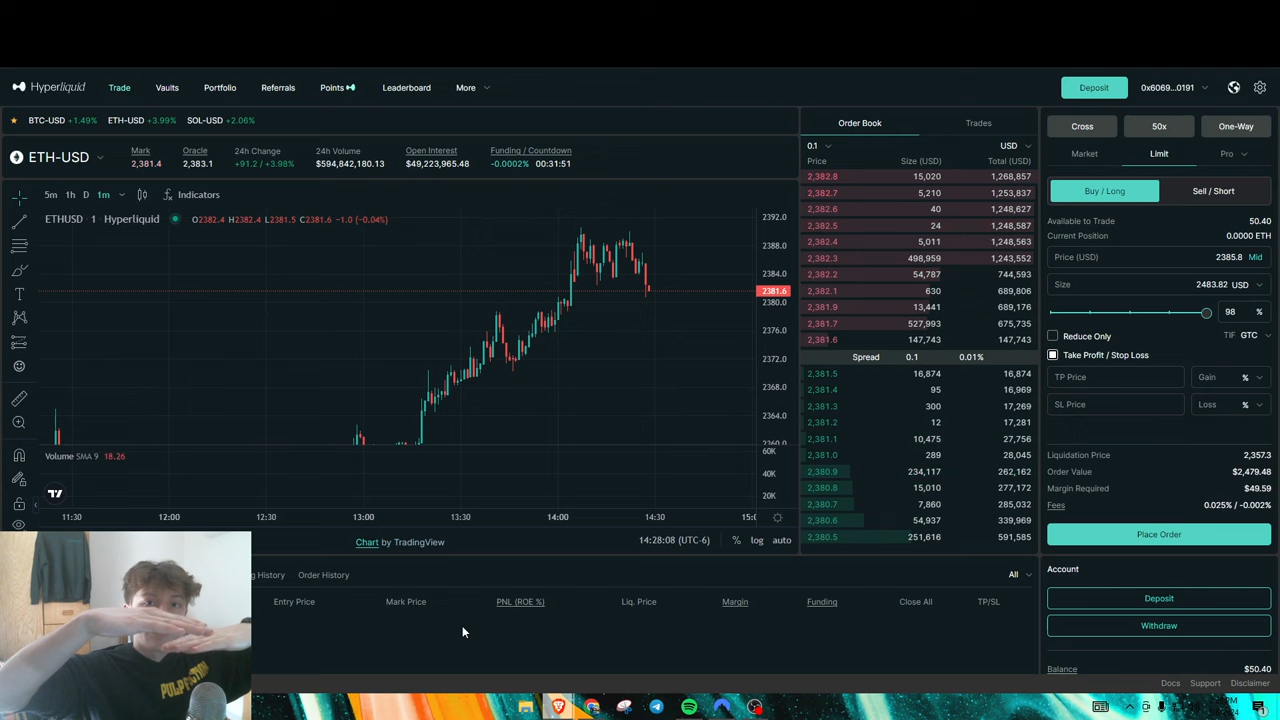 Hyperliquid
Trade
Vaults
Portfolio
Referrals
Points
Leaderboard
More
Deposit
0x6069...0191
BTC-USD +1.49%
ETH-USD +3.99%
SOL-USD +2.06%
ETH-USD
Mark
2,381.4
Oracle
2,383.1
24h Change
+91.2 / +3.98%
24h Volume
$594,842,180.13
Open Interest
$49,223,965.48
Funding / Countdown
-0.0002% 00:31:51
5m 1h D 1m
Indicators
ETHUSD · 1 · Hyperliquid
O2382.4 H2382.4 L2381.5 C2381.6 -1.0 (-0.04%)
2392.0
2388.0
2384.0
2381.6
2380.0
2376.0
2372.0
2368.0
2364.0
2360.0
Volume SMA 9 18.26
60K
40K
20K
11:30
12:00
12:30
13:00
13:30
14:00
14:30
15:0
Chart by TradingView
14:28:08 (UTC-6)
% log auto
Order Book
Trades
0.1
USD
Price Size (USD) Total (USD)
2,382.8 15,020 1,268,857
2,382.7 5,210 1,253,837
2,382.6 40 1,248,627
2,382.5 24 1,248,587
2,382.4 5,011 1,248,563
2,382.3 498,959 1,243,552
2,382.2 54,787 744,593
2,382.1 630 689,806
2,381.9 13,441 689,176
2,381.7 527,993 675,735
2,381.6 147,743 147,743
Spread 0.1 0.01%
2,381.5 16,874 16,874
2,381.4 95 16,969
2,381.3 300 17,269
2,381.2 12 17,281
2,381.1 10,475 27,756
2,381.0 289 28,045
2,380.9 234,117 262,162
2,380.8 15,010 277,172
2,380.7 7,860 285,032
2,380.6 54,937 339,969
2,380.5 251,616 591,585
Cross
50x
One-Way
Market
Limit
Pro
Buy / Long
Sell / Short
Available to Trade 50.40
Current Position 0.0000 ETH
Price (USD) 2385.8 Mid
Size 2483.82 USD
98 %
Reduce Only
TIF GTC
Take Profit / Stop Loss
TP Price
Gain %
SL Price
Loss %
Liquidation Price 2,357.3
Order Value $2,479.48
Margin Required $49.59
Fees 0.025% / -0.002%
Place Order
Account
Deposit
Withdraw
Balance $50.40
History
Order History
All
Entry Price
Mark Price
PNL (ROE %)
Liq. Price
Margin
Funding
Close All
TP/SL
Docs
Support
Disclaimer